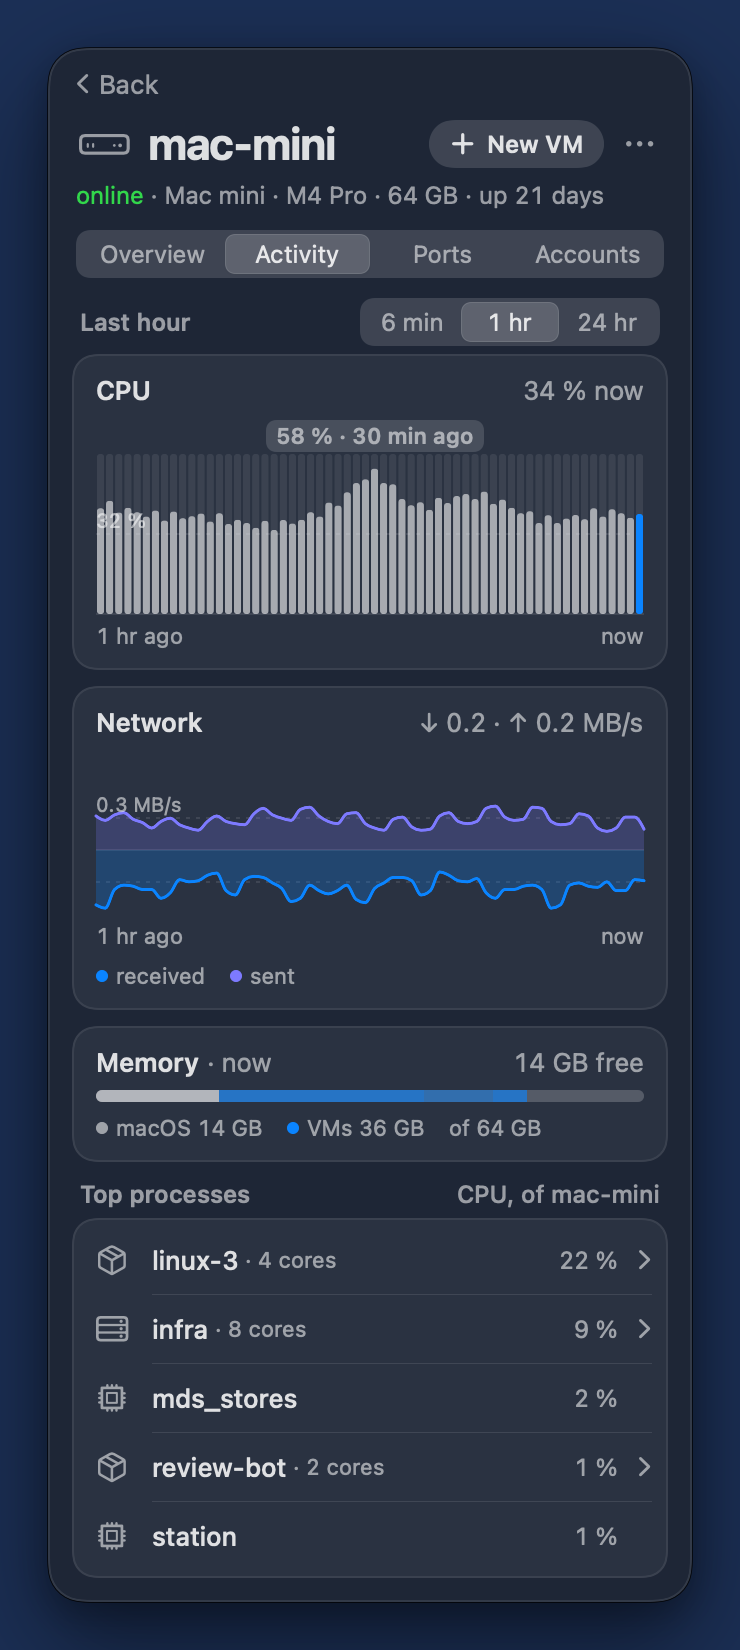 Back
mac-mini
New VM
online · Mac mini · M4 Pro · 64 GB · up 21 days
Overview Activity Ports Accounts
Last hour 6 min 1 hr 24 hr
CPU 34 % now
58 % · 30 min ago
32 %
1 hr ago now
Network ↓ 0.2 · ↑ 0.2 MB/s
0.3 MB/s
1 hr ago now
received sent
Memory · now 14 GB free
macOS 14 GB VMs 36 GB of 64 GB
Top processes CPU, of mac-mini
linux-3 · 4 cores 22 %
infra · 8 cores 9 %
mds_stores 2 %
review-bot · 2 cores 1 %
station 1 %